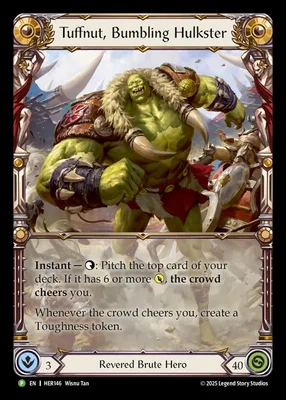 Tuffnut, Bumbling Hulkster
Instant — : Pitch the top card of your
deck. If it has 6 or more , the crowd
cheers you.
Whenever the crowd cheers you, create a
Toughness token.
3
Revered Brute Hero
40
P EN | HER146 Wisnu Tan
© 2025 Legend Story Studios